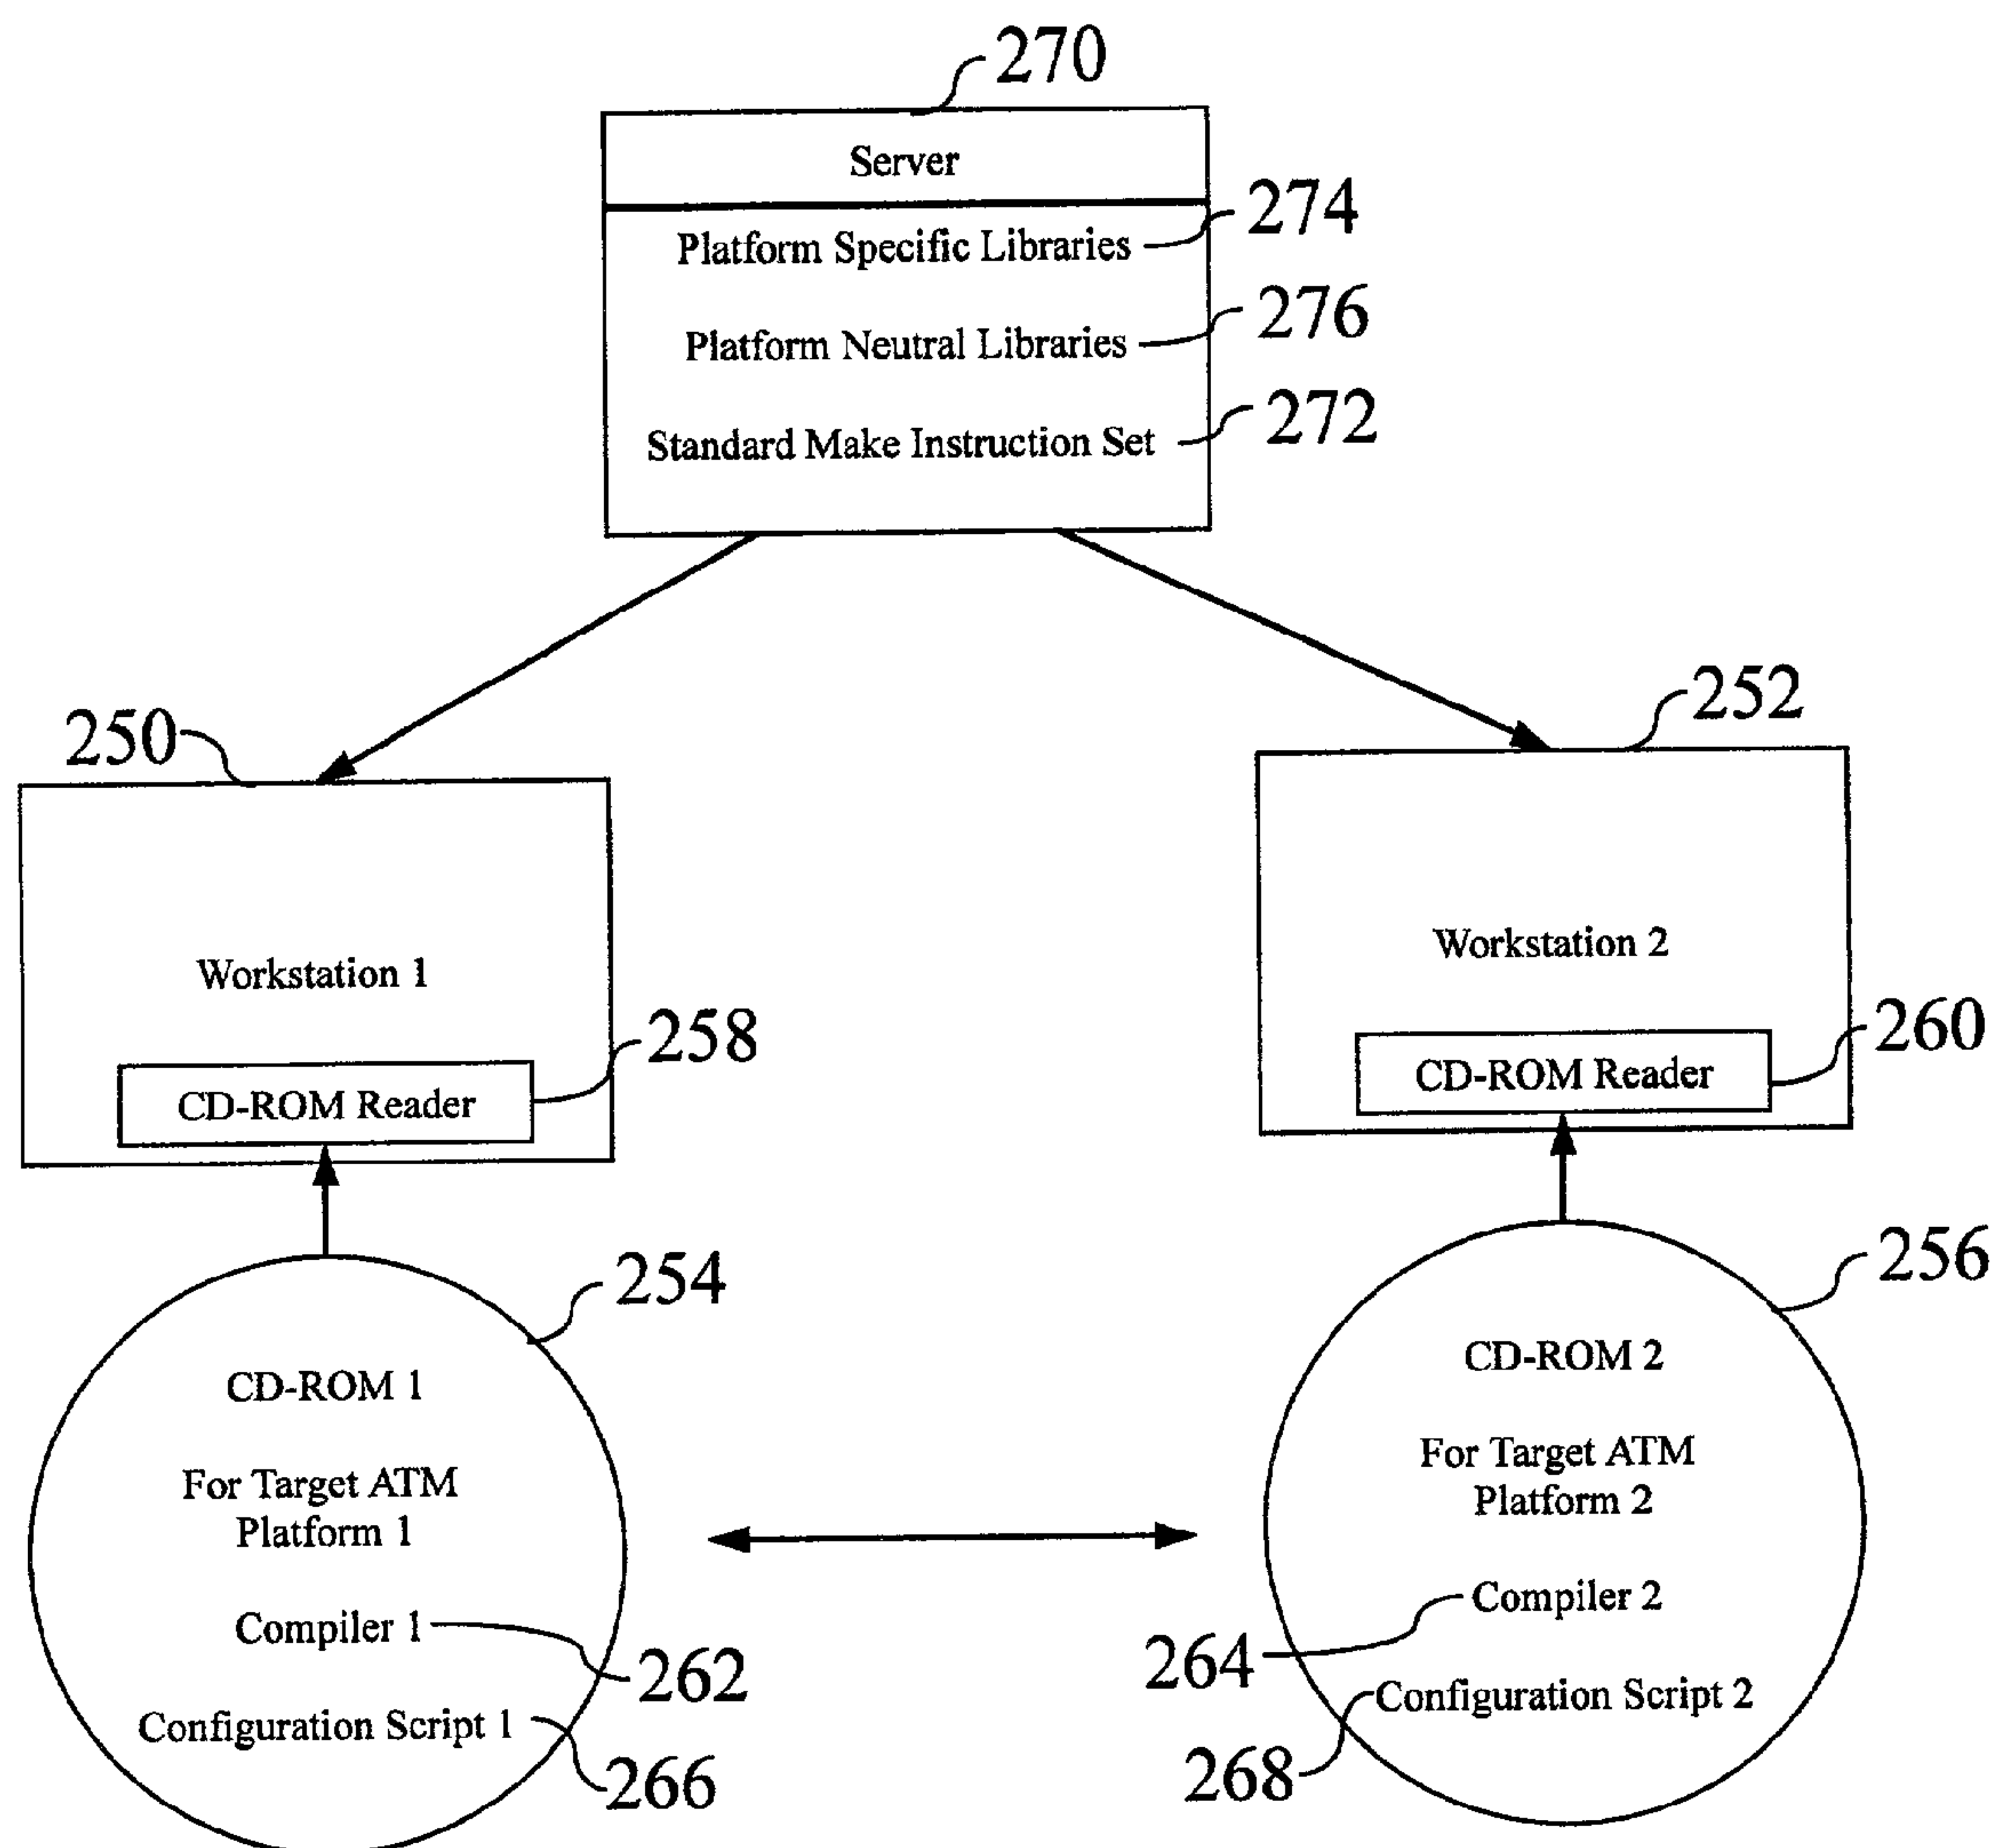 270
Server
274
Platform Specific Libraries
276
Platform Neutral Libraries
272
Standard Make Instruction Set
250
252
Workstation 1
Workstation 2
258
260
CD-ROM Reader
CD-ROM Reader
254
256
CD-ROM 1
For Target ATM
Platform 1
Compiler 1
262
Configuration Script 1
266
CD-ROM 2
For Target ATM
Platform 2
Compiler 2
264
Configuration Script 2
268